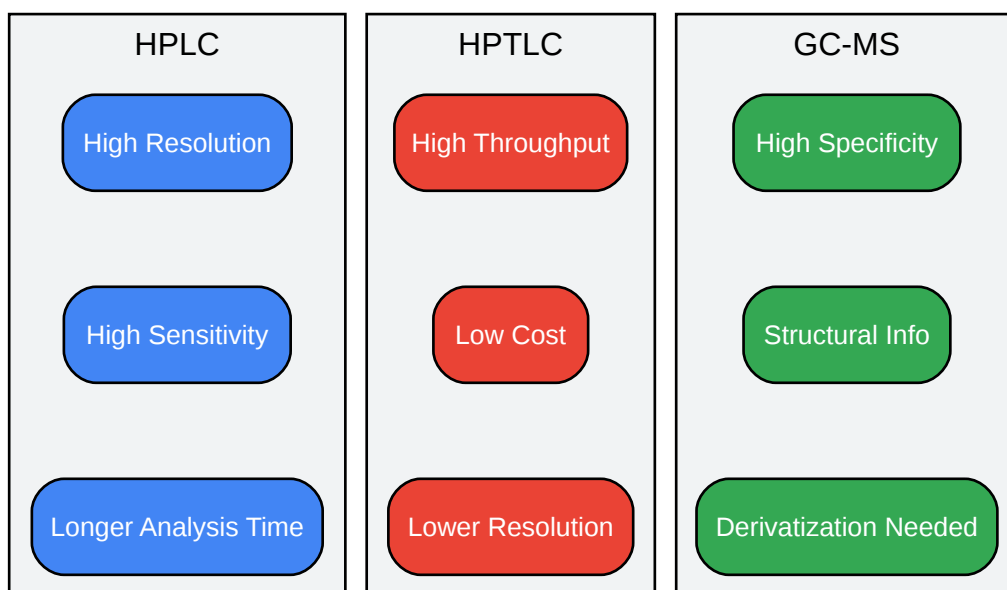 HPLC
High Resolution
High Sensitivity
Longer Analysis Time
HPTLC
High Throughput
Low Cost
Lower Resolution
GC-MS
High Specificity
Structural Info
Derivatization Needed